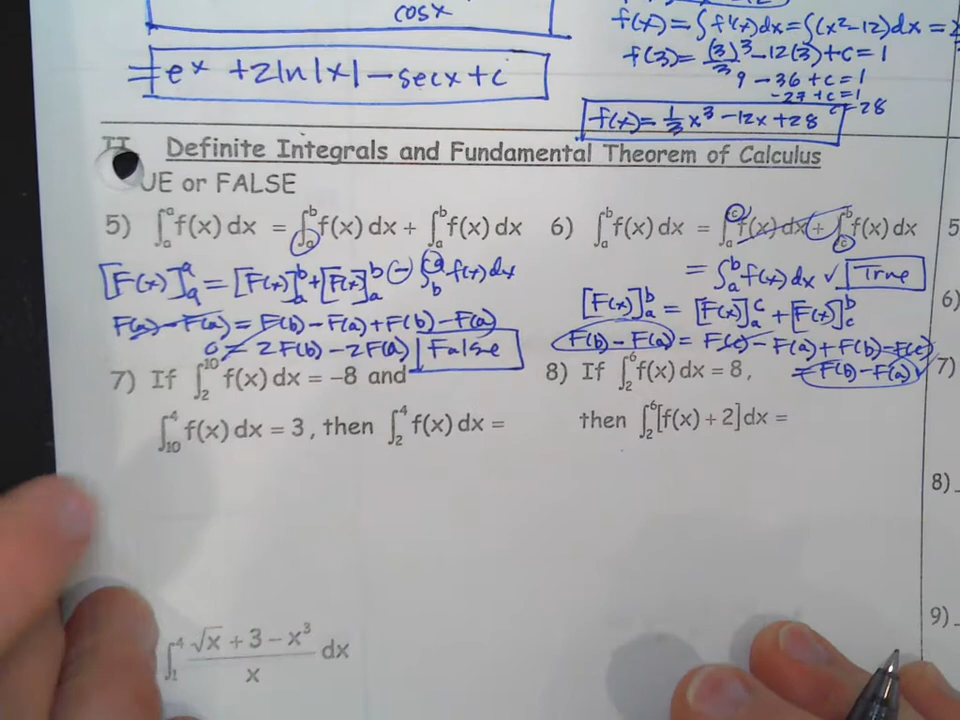 cosx
= e^x + 2ln|x| - secx + c
f(x) = ∫f'(x)dx = ∫(x²-12)dx =
f(3) = (3)³/3 - 12(3) + c = 1
9 - 36 + c = 1
-27 + c = 1
c = 28
f(x) = 1/3 x³ - 12x + 28
Definite Integrals and Fundamental Theorem of Calculus
UE or FALSE
5) ∫_a^a f(x) dx = ∫_a^b f(x) dx + ∫_a^b f(x) dx
[F(x)]_a^a = [F(x)]_a^b + [F(x)]_a^b (-) ∫_b^a f(x) dx
F(a) - F(a) = F(b) - F(a) + F(b) - F(a)
0 ≠ 2F(b) - 2F(a) False
6) ∫_a^b f(x) dx = ∫_a^c f(x) dx + ∫_c^b f(x) dx
= ∫_a^b f(x) dx ✓ True
[F(x)]_a^b = [F(x)]_a^c + [F(x)]_c^b
F(b) - F(a) = F(c) - F(a) + F(b) - F(c)
= F(b) - F(a) ✓
7) If ∫_2^10 f(x) dx = -8 and
∫_10^4 f(x) dx = 3, then ∫_2^4 f(x) dx =
8) If ∫_2^6 f(x) dx = 8,
then ∫_2^6 [f(x) + 2] dx =
∫_1^4 (√x + 3 - x³)/x dx
5
6)
7)
8)
9)